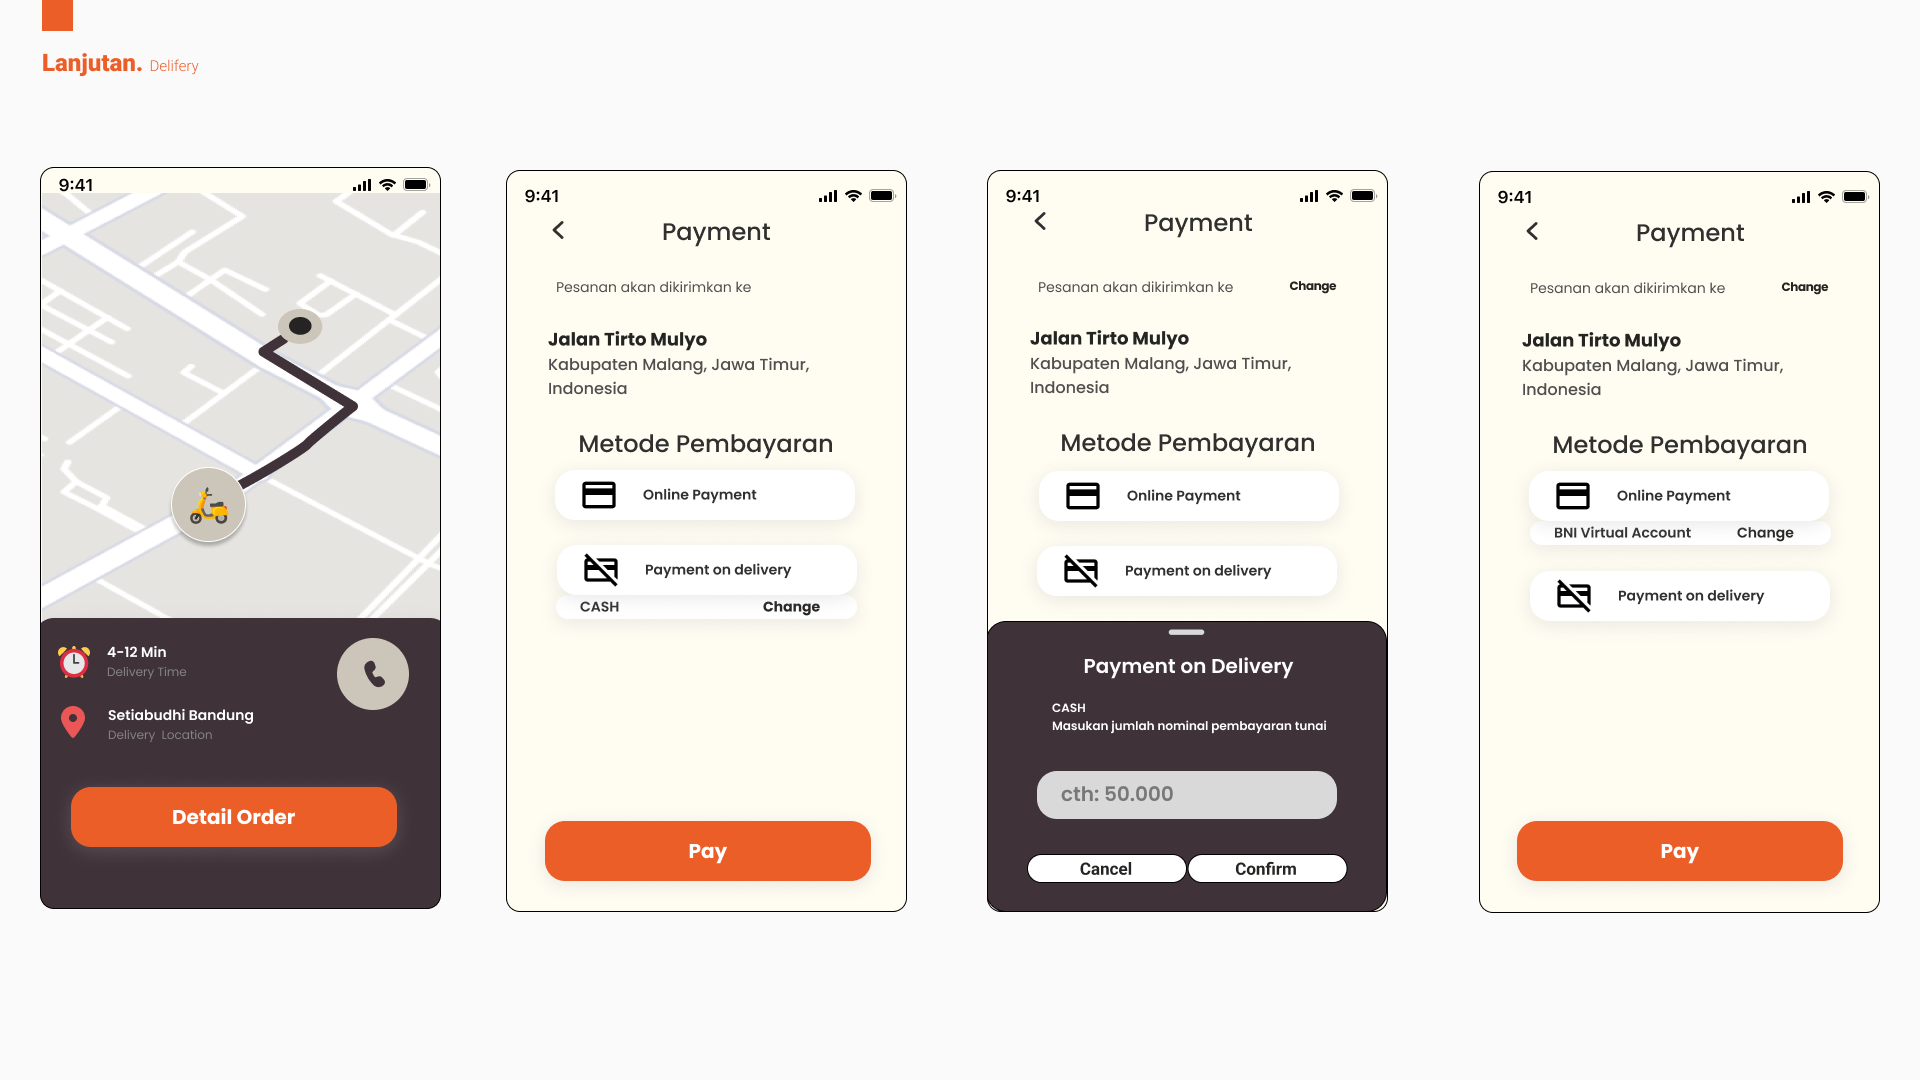 Lanjutan. Delifery
9:41
4-12 Min
Delivery Time
Setiabudhi Bandung
Delivery Location
Detail Order
9:41
Payment
Pesanan akan dikirimkan ke
Jalan Tirto Mulyo
Kabupaten Malang, Jawa Timur,
Indonesia
Metode Pembayaran
Online Payment
Payment on delivery
CASH Change
Pay
9:41
Payment
Pesanan akan dikirimkan ke Change
Jalan Tirto Mulyo
Kabupaten Malang, Jawa Timur,
Indonesia
Metode Pembayaran
Online Payment
Payment on delivery
Payment on Delivery
CASH
Masukan jumlah nominal pembayaran tunai
cth: 50.000
Cancel Confirm
9:41
Payment
Pesanan akan dikirimkan ke Change
Jalan Tirto Mulyo
Kabupaten Malang, Jawa Timur,
Indonesia
Metode Pembayaran
Online Payment
BNI Virtual Account Change
Payment on delivery
Pay